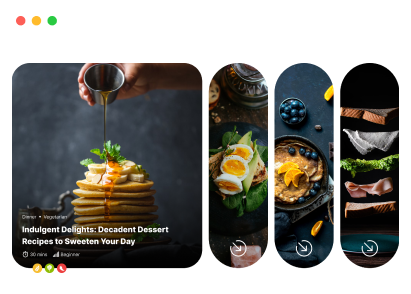 Dinner • Vegetarian
Indulgent Delights: Decadent Dessert
Recipes to Sweeten Your Day
30 mins Beginner